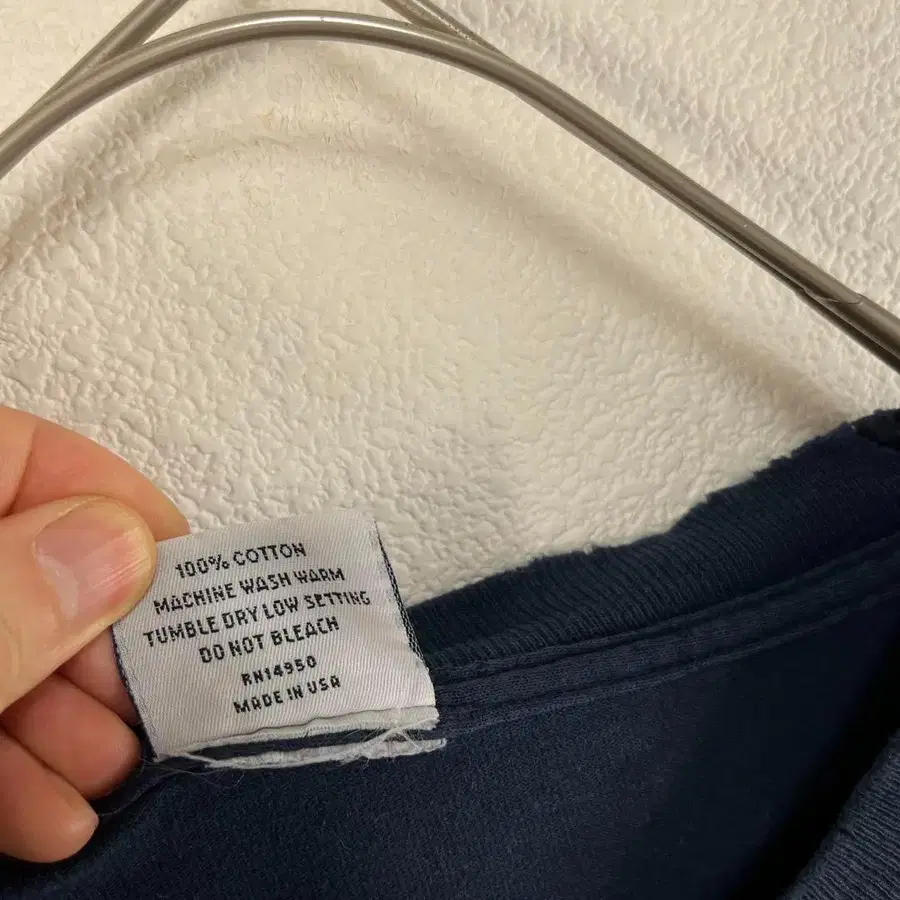 100% COTTON
MACHINE WASH WARM
TUMBLE DRY LOW SETTING
DO NOT BLEACH
RN14950
MADE IN USA